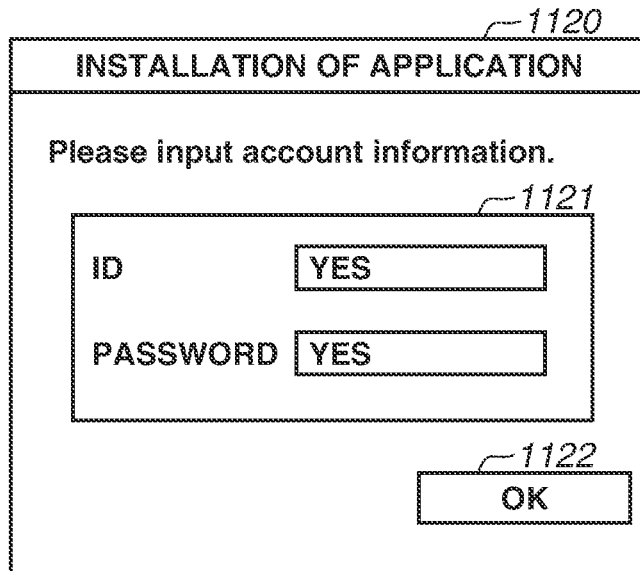 1120
INSTALLATION OF APPLICATION
Please input account information.
1121
ID YES
PASSWORD YES
1122
OK